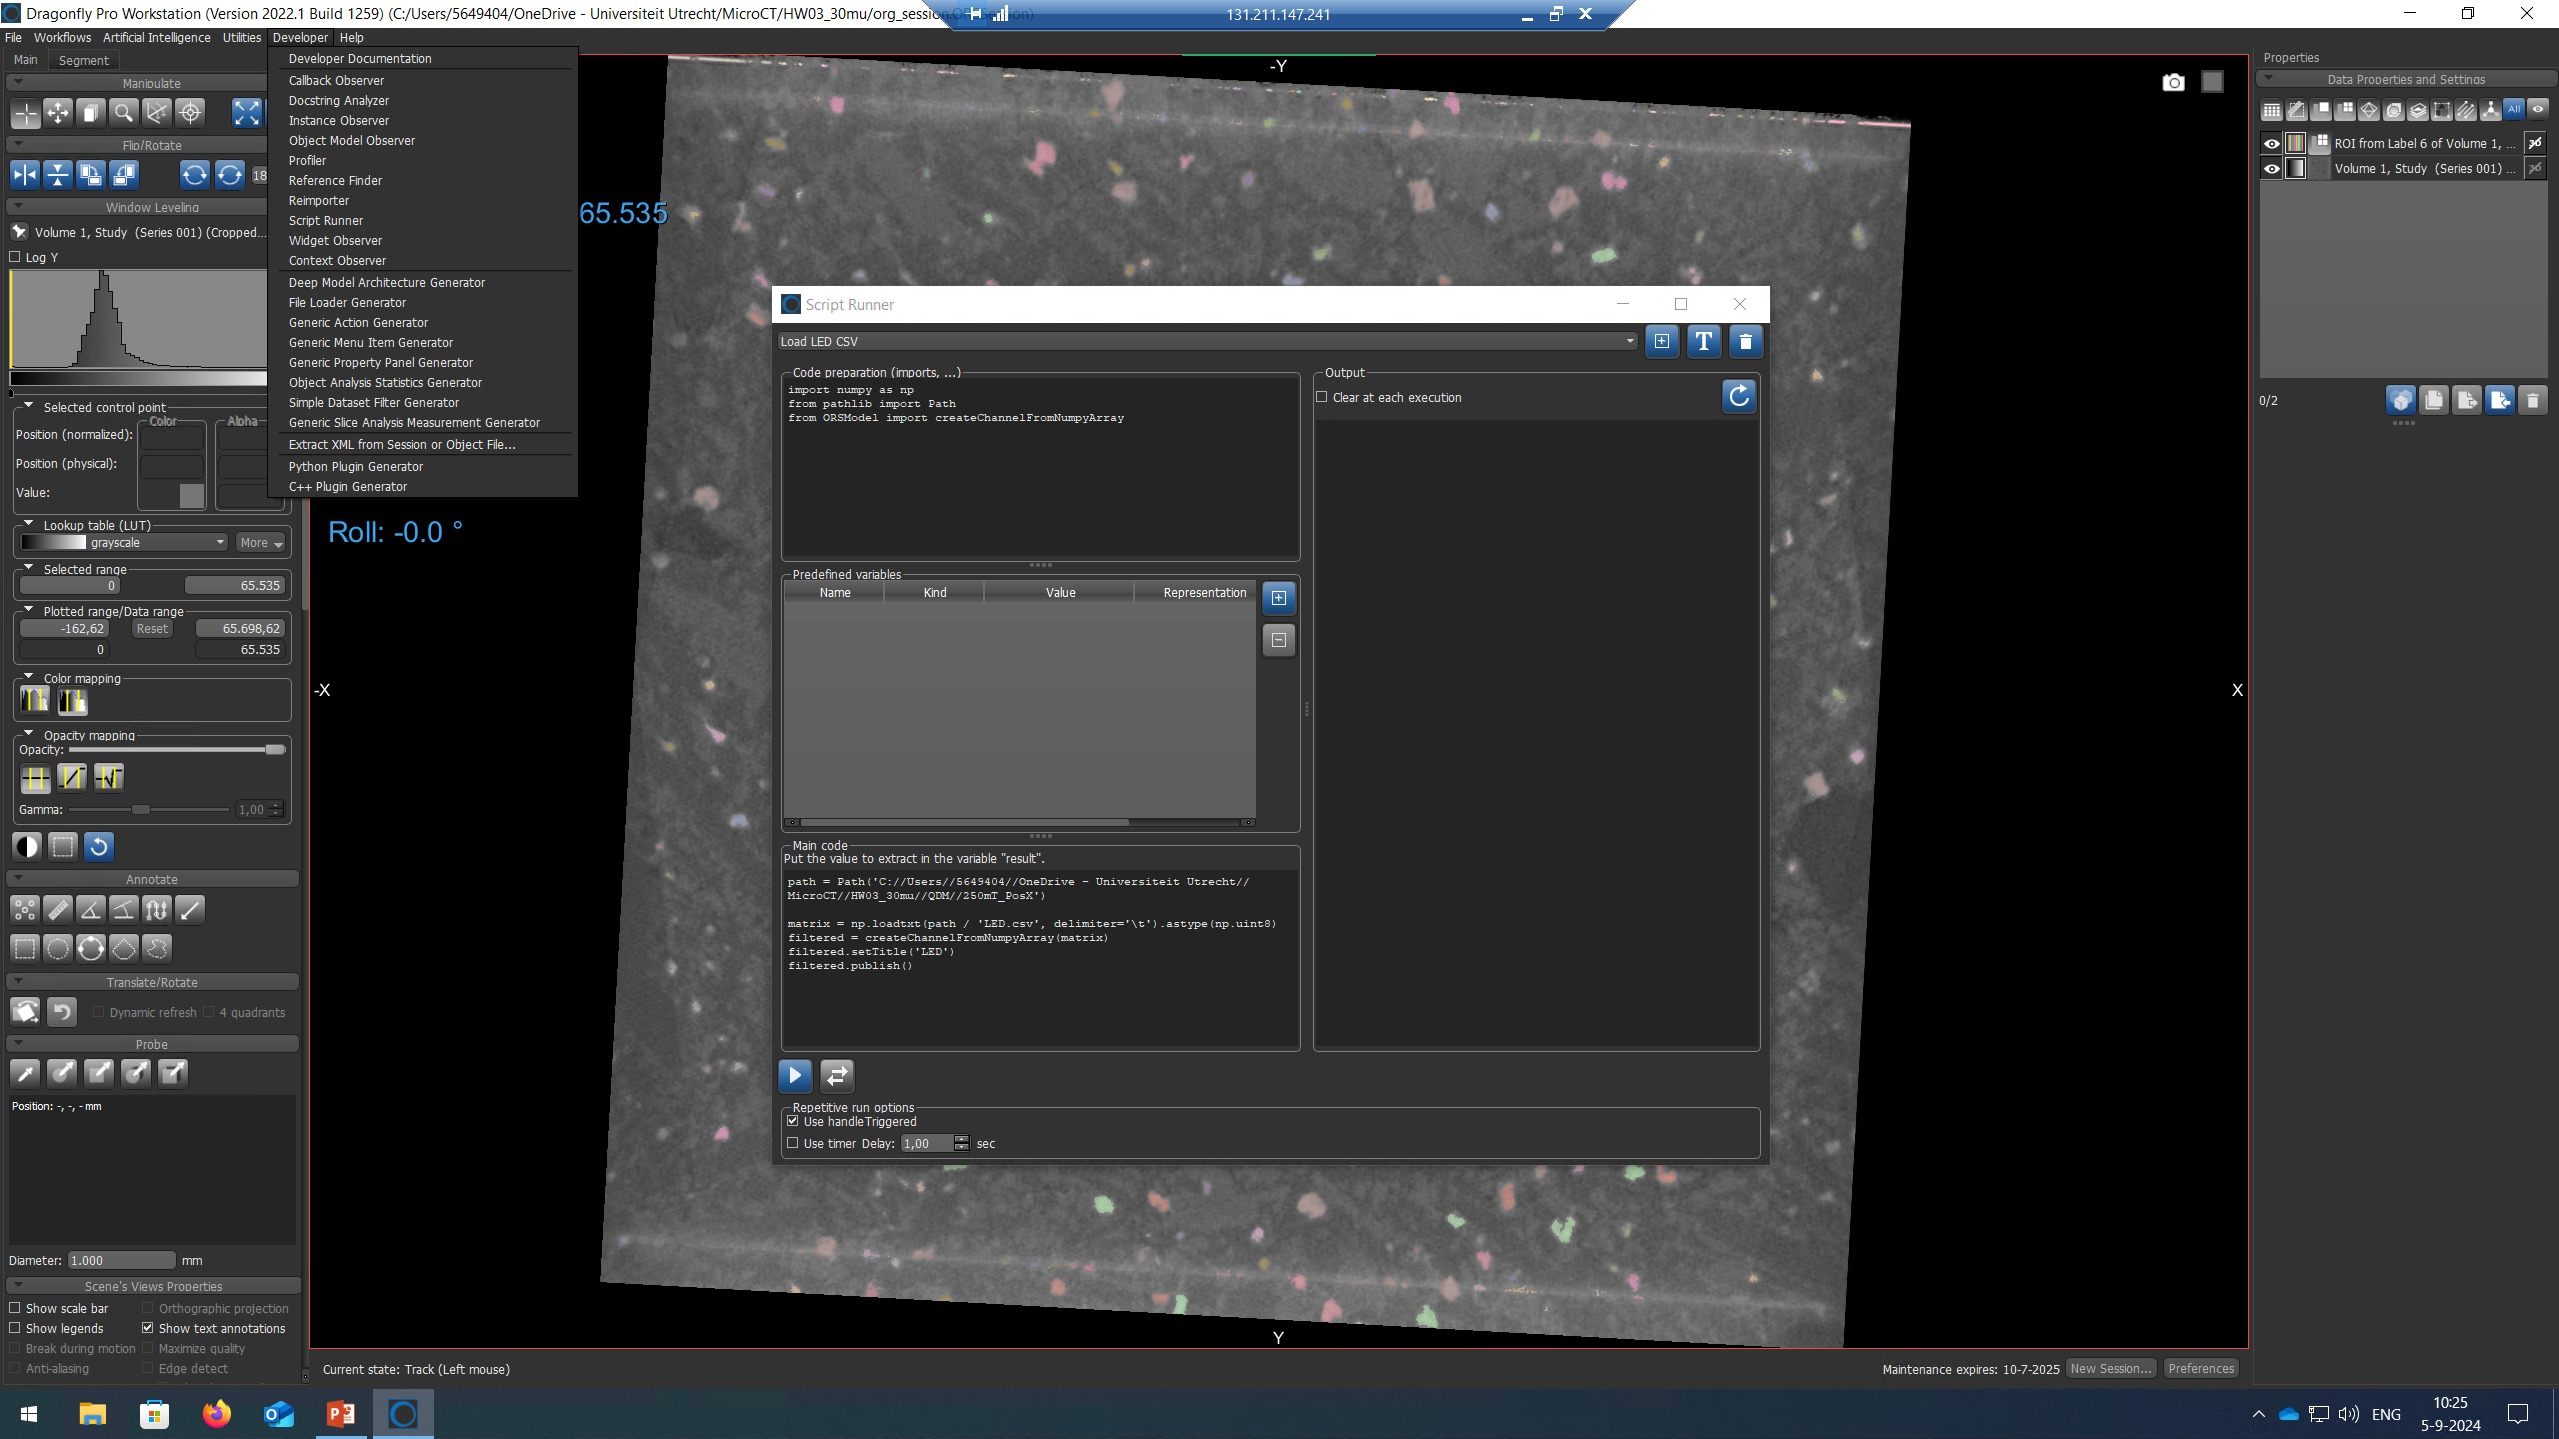 Dragonfly Pro Workstation (Version 2022.1 Build 1259) (C:/Users/5649404/OneDrive - Universiteit Utrecht/MicroCT/HW03_30mu/org_session.ORSSession)
131.211.147.241
File Workflows Artificial Intelligence Utilities Developer Help
Main Segment
Manipulate
Flip/Rotate
18
Window Leveling
Volume 1, Study (Series 001) (Cropped...
Log Y
Selected control point
Color Alpha
Position (normalized):
Position (physical):
Value:
Lookup table (LUT)
grayscale More
Selected range
0 65.535
Plotted range/Data range
-162,62 Reset 65.698,62
0 65.535
Color mapping
Opacity mapping
Opacity:
Gamma: 1,00
Annotate
Translate/Rotate
Dynamic refresh 4 quadrants
Probe
Position: -, -, - mm
Diameter: 1.000 mm
Scene's Views Properties
Show scale bar Orthographic projection
Show legends Show text annotations
Break during motion Maximize quality
Anti-aliasing Edge detect
Developer Documentation
Callback Observer
Docstring Analyzer
Instance Observer
Object Model Observer
Profiler
Reference Finder
Reimporter
Script Runner
Widget Observer
Context Observer
Deep Model Architecture Generator
File Loader Generator
Generic Action Generator
Generic Menu Item Generator
Generic Property Panel Generator
Object Analysis Statistics Generator
Simple Dataset Filter Generator
Generic Slice Analysis Measurement Generator
Extract XML from Session or Object File...
Python Plugin Generator
C++ Plugin Generator
65.535
Roll: -0.0 °
-Y
-X
X
Y
Script Runner
Load LED CSV
T
Code preparation (imports, ...)
import numpy as np
from pathlib import Path
from ORSModel import createChannelFromNumpyArray
Predefined variables
Name Kind Value Representation
Main code
Put the value to extract in the variable "result".
path = Path('C://Users//5649404//OneDrive - Universiteit Utrecht//
MicroCT//HW03_30mu//QDM//250mT_PosX')
matrix = np.loadtxt(path / 'LED.csv', delimiter='\t').astype(np.uint8)
filtered = createChannelFromNumpyArray(matrix)
filtered.setTitle('LED')
filtered.publish()
Output
Clear at each execution
Repetitive run options
Use handleTriggered
Use timer Delay: 1,00 sec
Properties
Data Properties and Settings
All
ROI from Label 6 of Volume 1, ...
Volume 1, Study (Series 001) ...
0/2
Current state: Track (Left mouse)
Maintenance expires: 10-7-2025 New Session... Preferences
ENG
10:25
5-9-2024